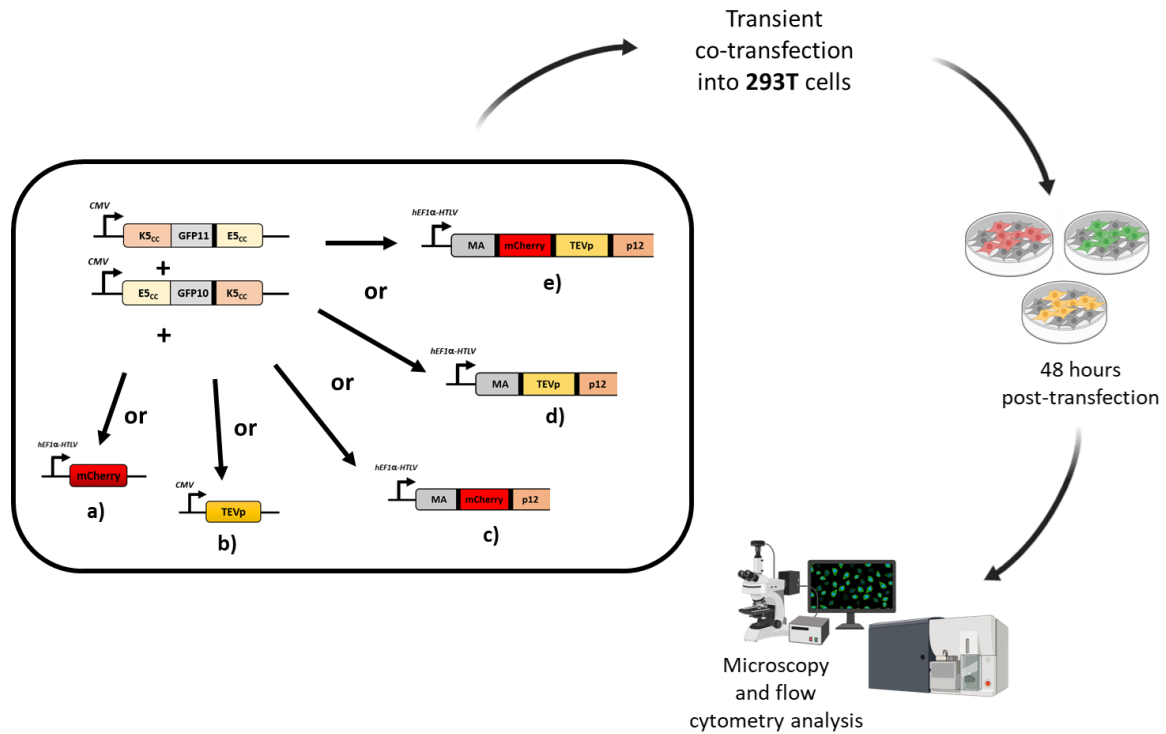 Transient
co-transfection
into 293T cells
CMV
K5CC GFP11 E5CC
+
CMV
E5CC GFP10 K5CC
+
hEF1α-HTLV
MA mCherry TEVp p12
e)
or
hEF1α-HTLV
MA TEVp p12
d)
or
hEF1α-HTLV
MA mCherry p12
c)
or
CMV
TEVp
b)
or
hEF1α-HTLV
mCherry
a)
48 hours
post-transfection
Microscopy
and flow
cytometry analysis